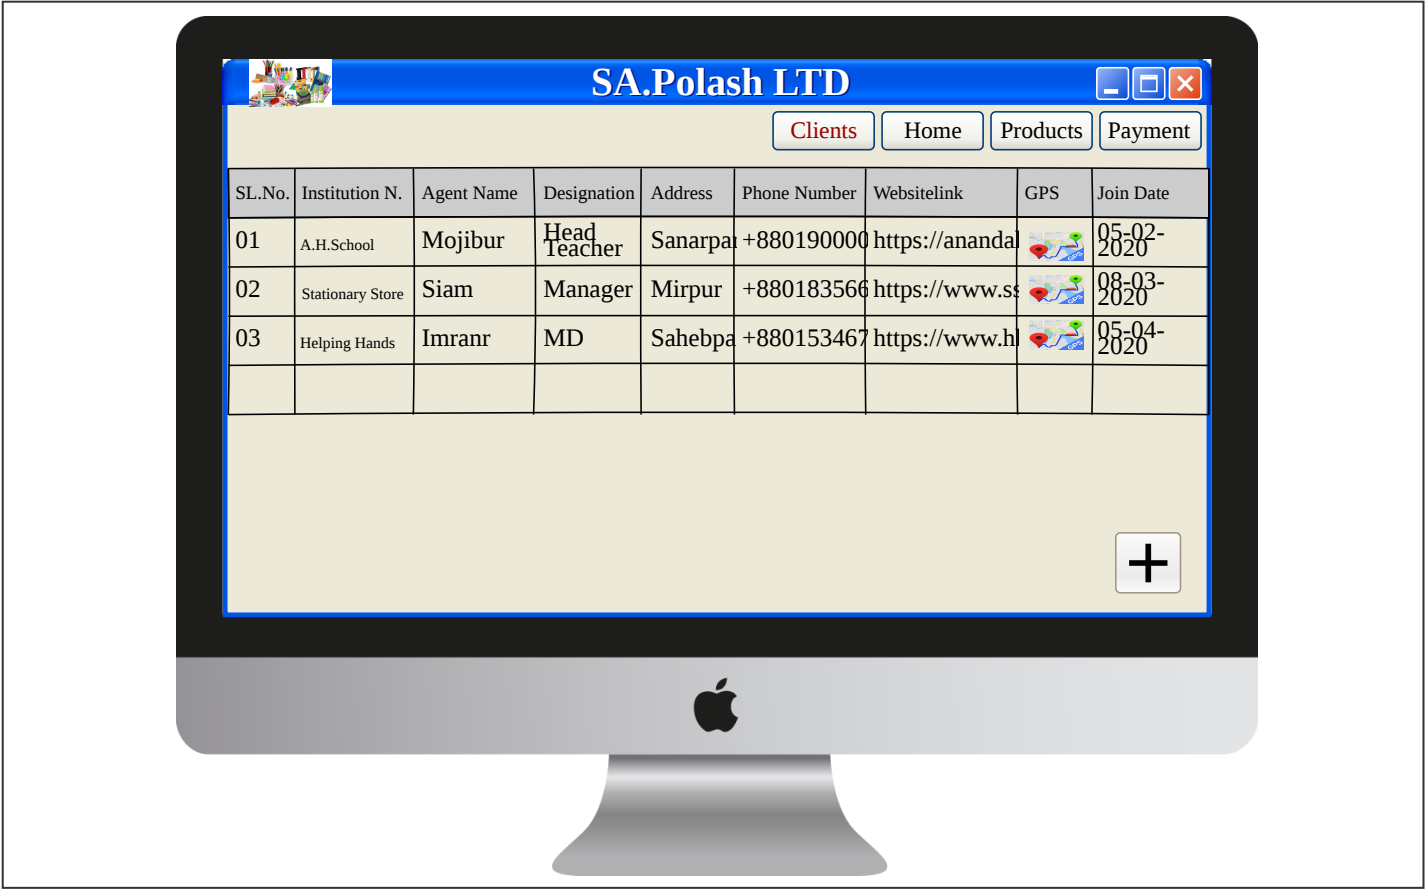 SA.Polash LTD
Clients Home Products Payment
SL.No. Institution N. Agent Name Designation Address Phone Number Websitelink GPS Join Date
01 A.H.School Mojibur Head Teacher Sanarpar +880190000 https://anandal 05-02-2020
02 Stationary Store Siam Manager Mirpur +880183566 https://www.ss 08-03-2020
03 Helping Hands Imranr MD Sahebpa +880153467 https://www.hl 05-04-2020